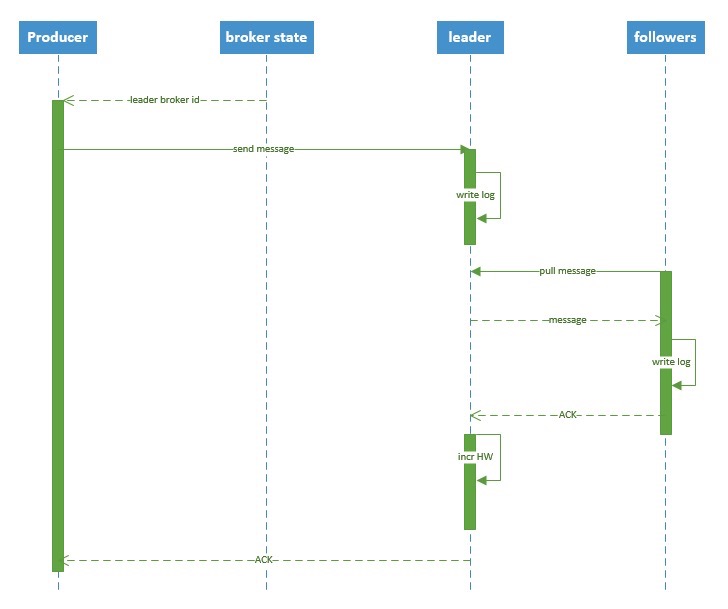 Producer
broker state
leader
followers
leader broker id
send message
write log
pull message
message
write log
ACK
incr HW
ACK